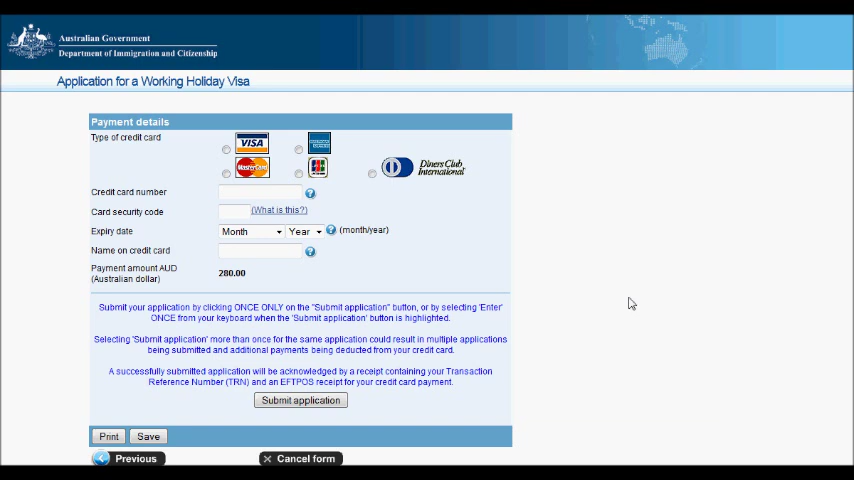 Australian Government
Department of Immigration and Citizenship
Application for a Working Holiday Visa
Payment details
Type of credit card
VISA
MasterCard
JCB
Diners Club
International
Credit card number
Card security code
(What is this?)
Expiry date
Month Year (month/year)
Name on credit card
Payment amount AUD
(Australian dollar)
280.00
Submit your application by clicking ONCE ONLY on the "Submit application" button, or by selecting 'Enter'
ONCE from your keyboard when the 'Submit application' button is highlighted.
Selecting 'Submit application' more than once for the same application could result in multiple applications
being submitted and additional payments being deducted from your credit card.
A successfully submitted application will be acknowledged by a receipt containing your Transaction
Reference Number (TRN) and an EFTPOS receipt for your credit card payment.
Submit application
Print Save
Previous Cancel form